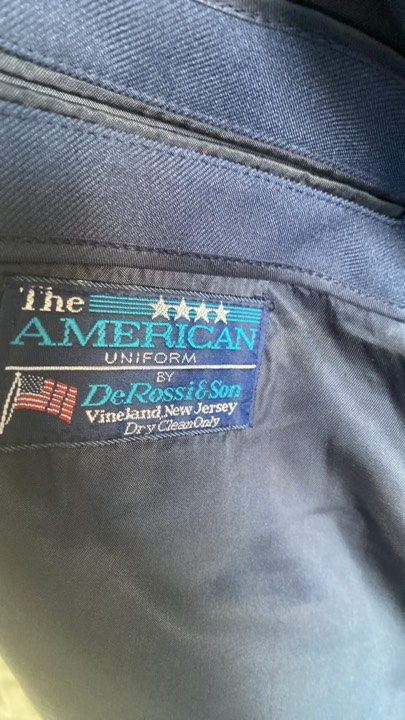 The
AMERICAN
UNIFORM
BY
DeRossi&Son
Vineland, New Jersey
Dry Clean Only